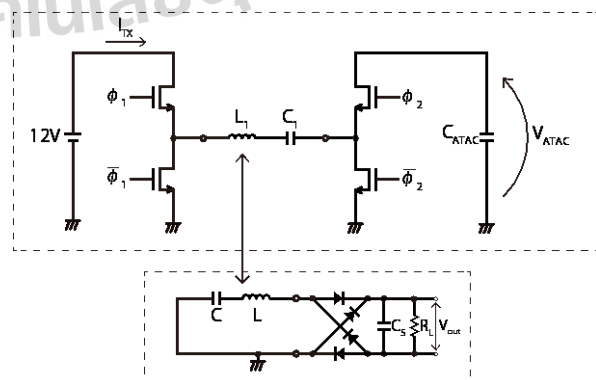 I_TX
12V
ϕ_1
ϕ̅_1
L_1
C_1
ϕ_2
ϕ̅_2
C_ATAC
V_ATAC
C
L
C_S
R_L
V_out